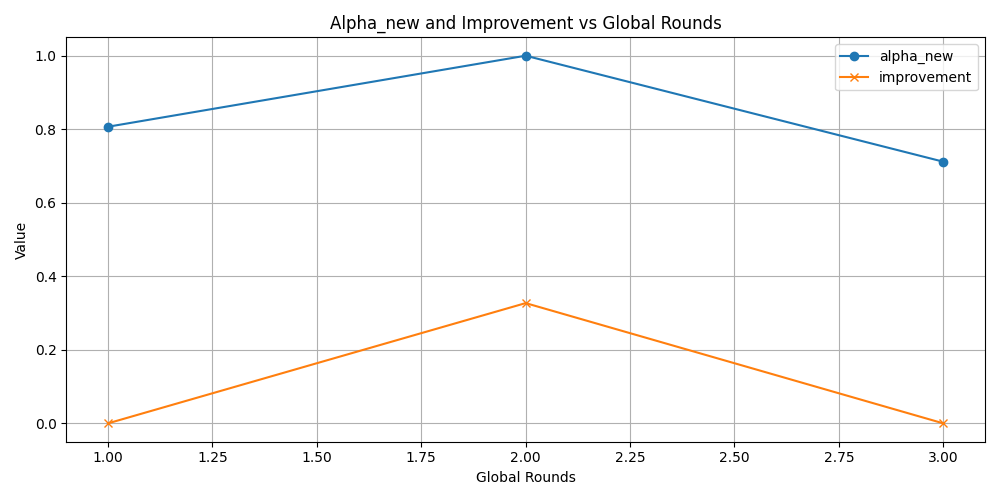 Alpha_new and Improvement vs Global Rounds
alpha_new
improvement
Value
1.0
0.8
0.6
0.4
0.2
0.0
1.00 1.25 1.50 1.75 2.00 2.25 2.50 2.75 3.00
Global Rounds